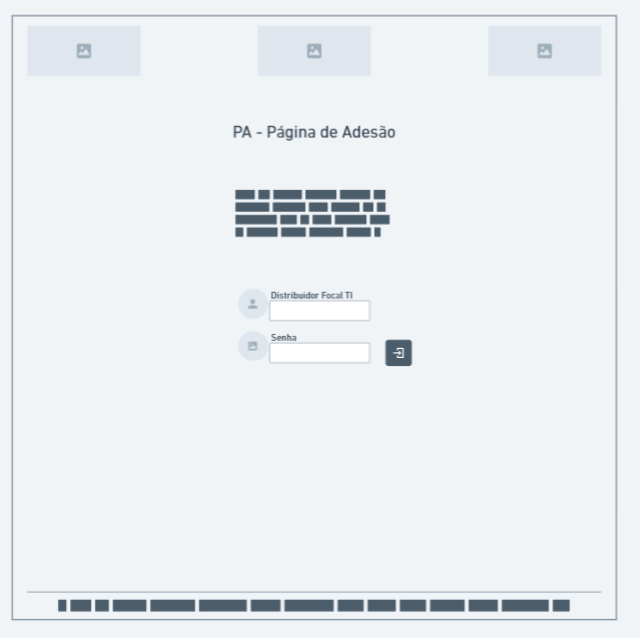 PA - Página de Adesão
Distribuidor Focal TI
Senha